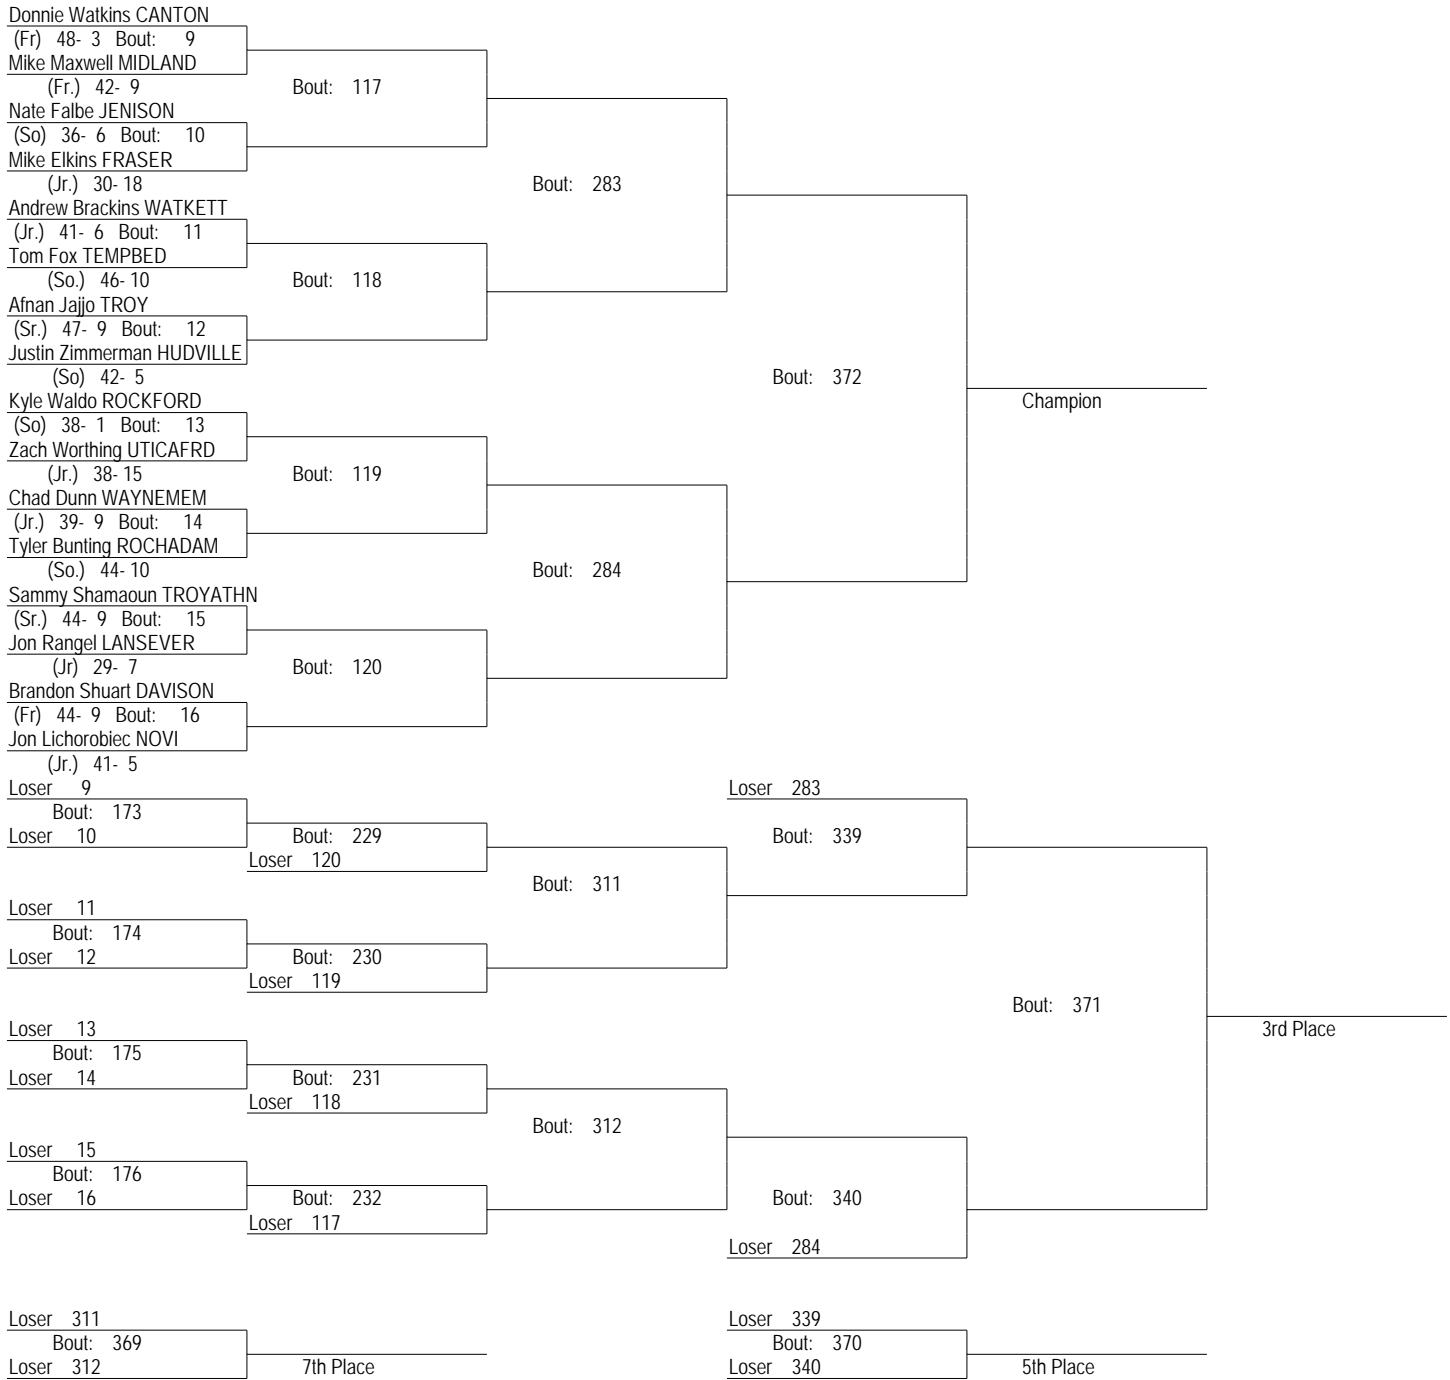 Donnie Watkins CANTON
(Fr) 48- 3 Bout: 9
Mike Maxwell MIDLAND
(Fr.) 42- 9
Bout: 117
Nate Falbe JENISON
(So) 36- 6 Bout: 10
Mike Elkins FRASER
(Jr.) 30- 18
Bout: 283
Andrew Brackins WATKETT
(Jr.) 41- 6 Bout: 11
Tom Fox TEMPBED
(So.) 46- 10
Bout: 118
Afnan Jajjo TROY
(Sr.) 47- 9 Bout: 12
Justin Zimmerman HUDVILLE
(So) 42- 5
Bout: 372
Champion
Kyle Waldo ROCKFORD
(So) 38- 1 Bout: 13
Zach Worthing UTICAFRD
(Jr.) 38- 15
Bout: 119
Chad Dunn WAYNEMEM
(Jr.) 39- 9 Bout: 14
Tyler Bunting ROCHADAM
(So.) 44- 10
Bout: 284
Sammy Shamaoun TROYATHN
(Sr.) 44- 9 Bout: 15
Jon Rangel LANSEVER
(Jr) 29- 7
Bout: 120
Brandon Shuart DAVISON
(Fr) 44- 9 Bout: 16
Jon Lichorobiec NOVI
(Jr.) 41- 5
Loser 9
Bout: 173
Loser 10
Bout: 229
Loser 120
Bout: 311
Loser 283
Bout: 339
Loser 11
Bout: 174
Loser 12
Bout: 230
Loser 119
Bout: 371
3rd Place
Loser 13
Bout: 175
Loser 14
Bout: 231
Loser 118
Bout: 312
Loser 15
Bout: 176
Loser 16
Bout: 232
Loser 117
Bout: 340
Loser 284
Loser 311
Bout: 369
Loser 312
7th Place
Loser 339
Bout: 370
Loser 340
5th Place